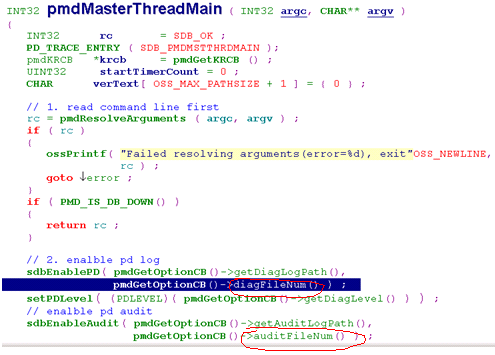 INT32 pmdMasterThreadMain ( INT32 argc, CHAR** argv )
{
INT32 rc = SDB_OK ;
PD_TRACE_ENTRY ( SDB_PMDMSTTHRDMAIN );
pmdKRCB *krcb = pmdGetKRCB () ;
UINT32 startTimerCount = 0 ;
CHAR verText[ OSS_MAX_PATHSIZE + 1 ] = { 0 } ;
// 1. read command line first
rc = pmdResolveArguments ( argc, argv ) ;
if ( rc )
{
ossPrintf( "Failed resolving arguments(error=%d), exit"OSS_NEWLINE,
rc ) ;
goto ↓error ;
}
if ( PMD_IS_DB_DOWN() )
{
return rc ;
}
// 2. enalble pd log
sdbEnablePD( pmdGetOptionCB()->getDiagLogPath(),
pmdGetOptionCB()->diagFileNum() ) ;
setPDLevel( (PDLEVEL)( pmdGetOptionCB()->getDiagLevel() ) ) ;
// enalble pd audit
sdbEnableAudit( pmdGetOptionCB()->getAuditLogPath(),
pmdGetOptionCB()->auditFileNum() ) ;